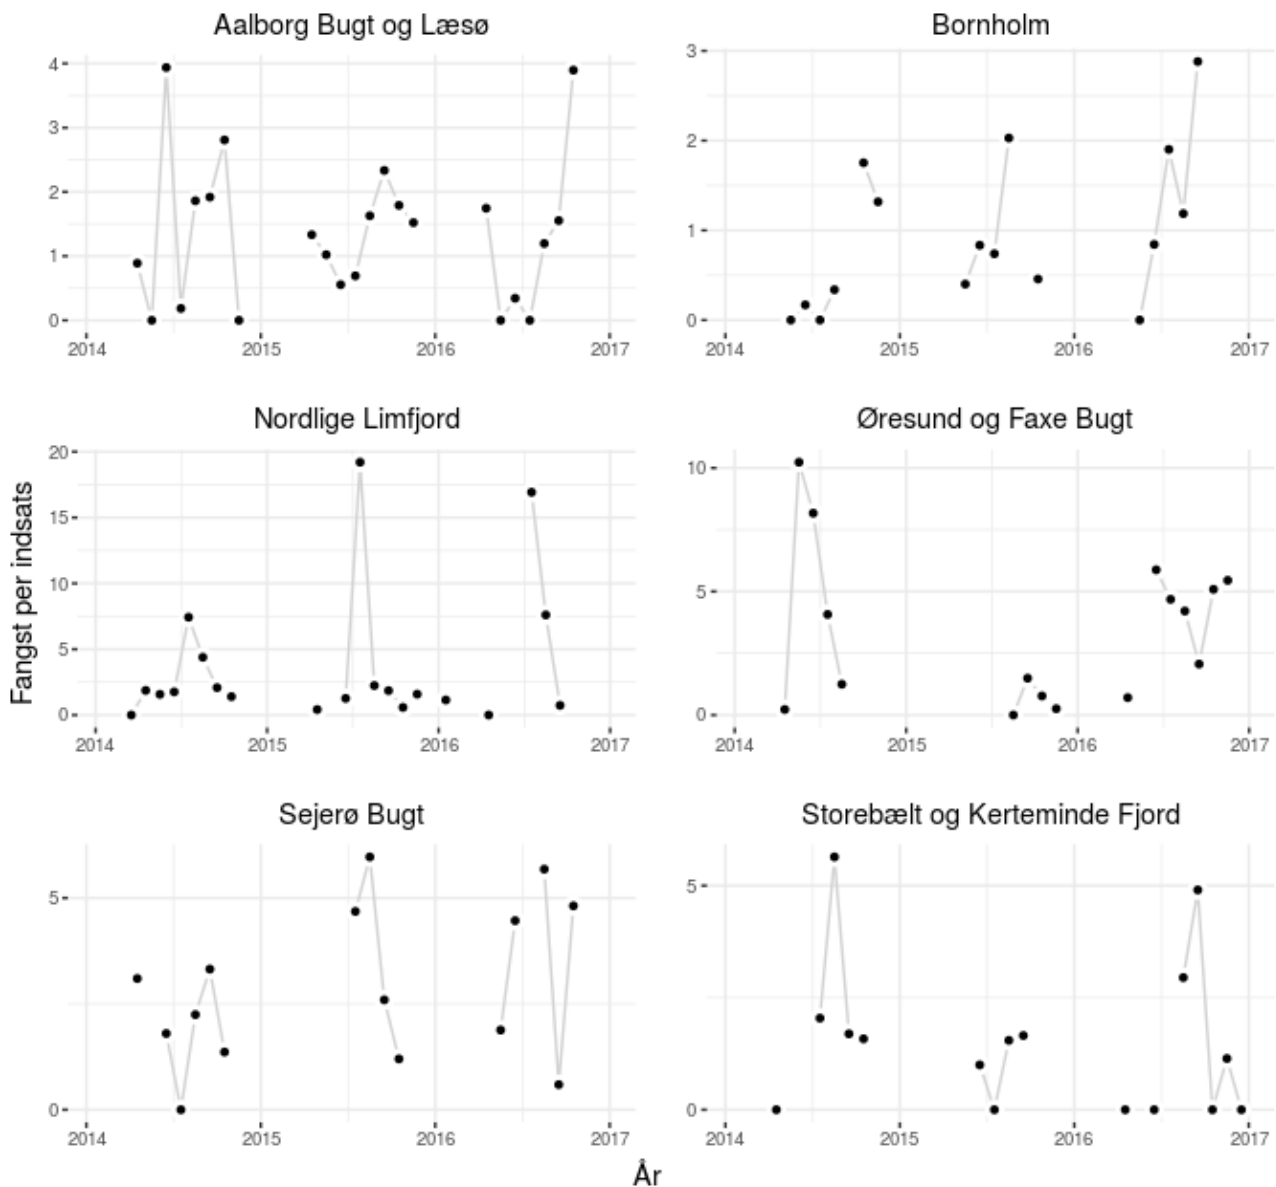 Aalborg Bugt og Læsø
4
3
2
1
0
2014 2015 2016 2017
Bornholm
3
2
1
0
2014 2015 2016 2017
Fangst per indsats
Nordlige Limfjord
20
15
10
5
0
2014 2015 2016 2017
Øresund og Faxe Bugt
10
5
0
2014 2015 2016 2017
Sejerø Bugt
5
0
2014 2015 2016 2017
Storebælt og Kerteminde Fjord
5
0
2014 2015 2016 2017
År